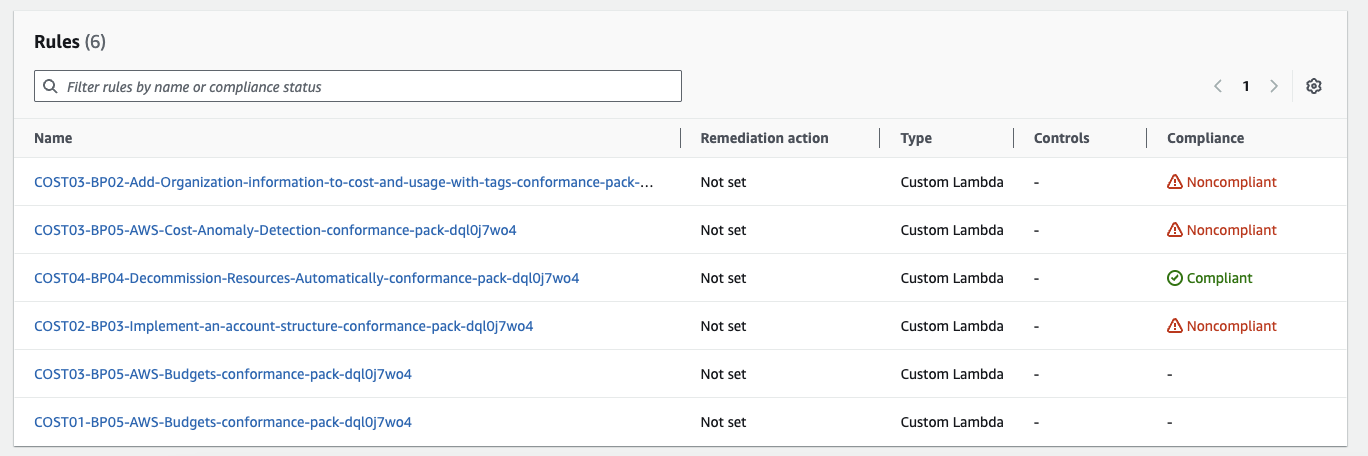 Rules (6)
Filter rules by name or compliance status
1
Name Remediation action Type Controls Compliance
COST03-BP02-Add-Organization-information-to-cost-and-usage-with-tags-conformance-pack-... Not set Custom Lambda - Noncompliant
COST03-BP05-AWS-Cost-Anomaly-Detection-conformance-pack-dql0j7wo4 Not set Custom Lambda - Noncompliant
COST04-BP04-Decommission-Resources-Automatically-conformance-pack-dql0j7wo4 Not set Custom Lambda - Compliant
COST02-BP03-Implement-an-account-structure-conformance-pack-dql0j7wo4 Not set Custom Lambda - Noncompliant
COST03-BP05-AWS-Budgets-conformance-pack-dql0j7wo4 Not set Custom Lambda - -
COST01-BP05-AWS-Budgets-conformance-pack-dql0j7wo4 Not set Custom Lambda - -